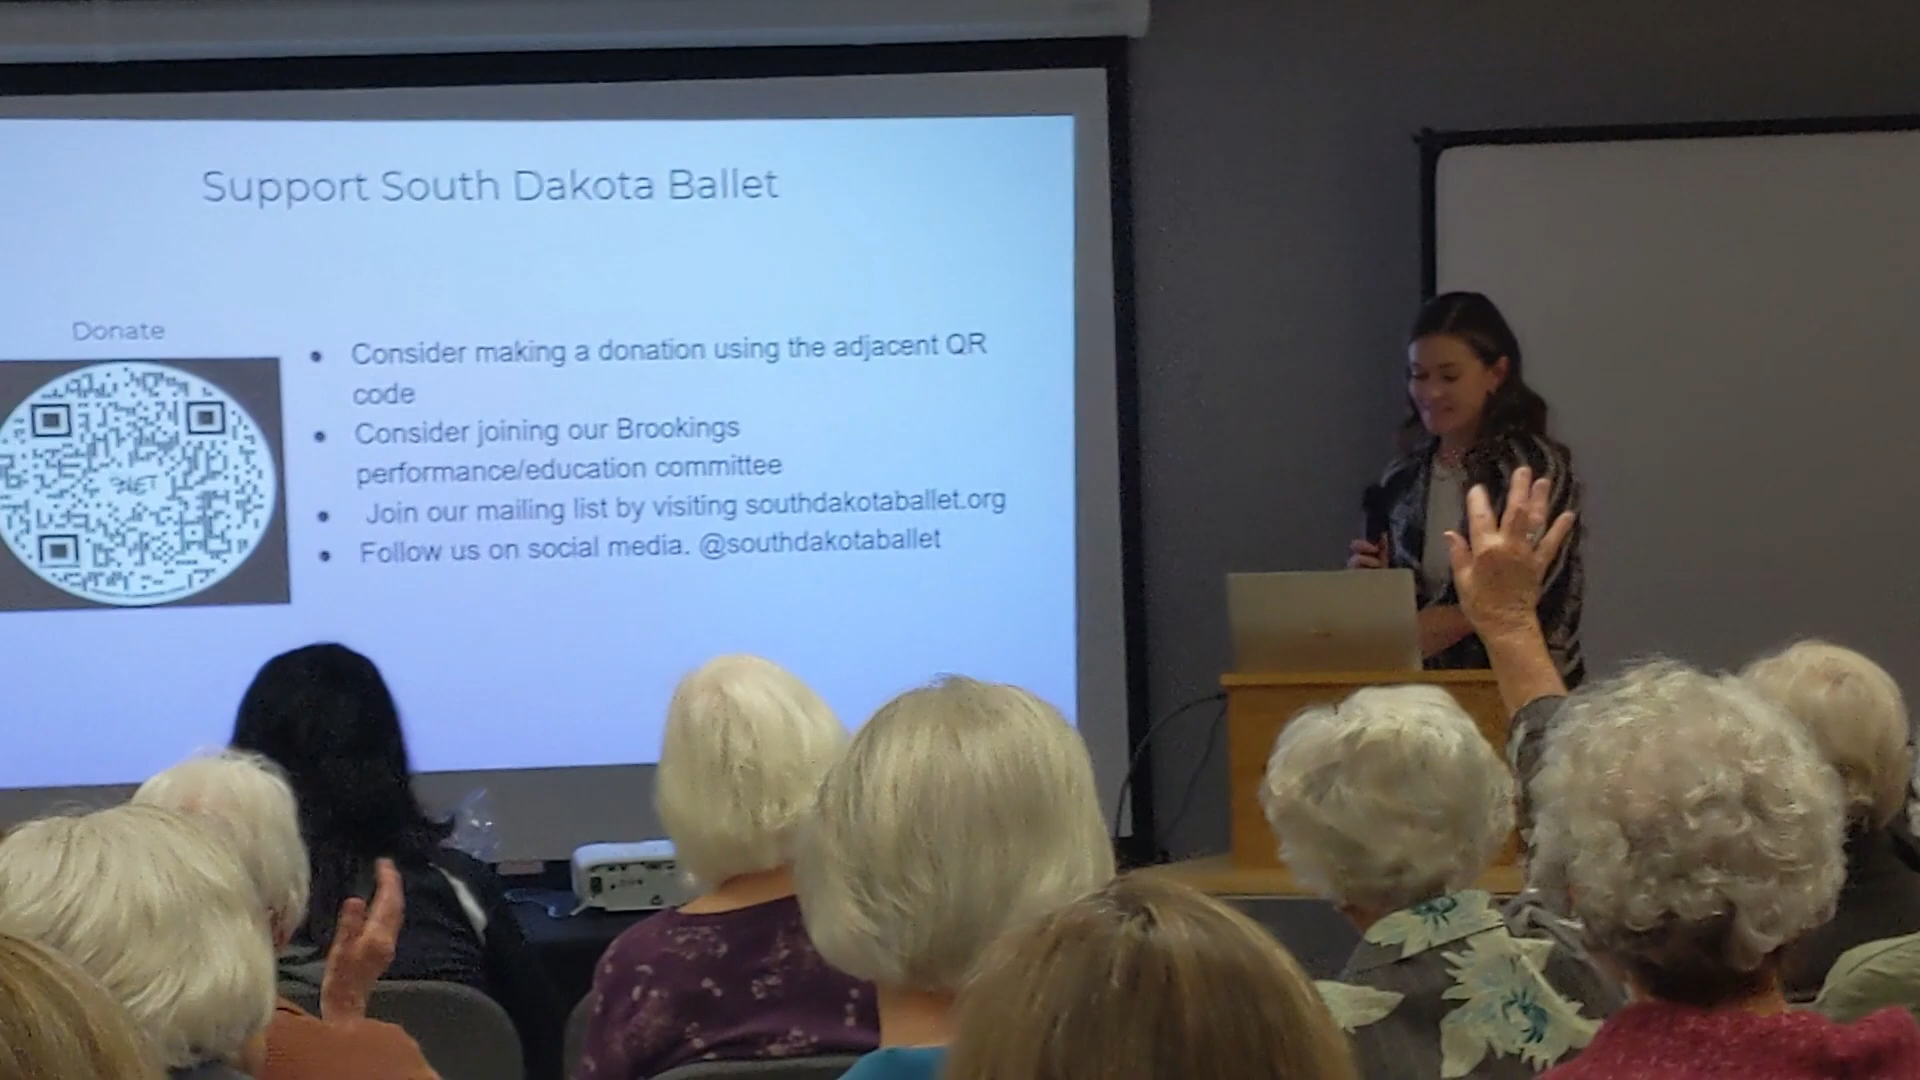 Support South Dakota Ballet
Donate
Consider making a donation using the adjacent QR
code
Consider joining our Brookings
performance/education committee
Join our mailing list by visiting southdakotaballet.org
Follow us on social media. @southdakotaballet